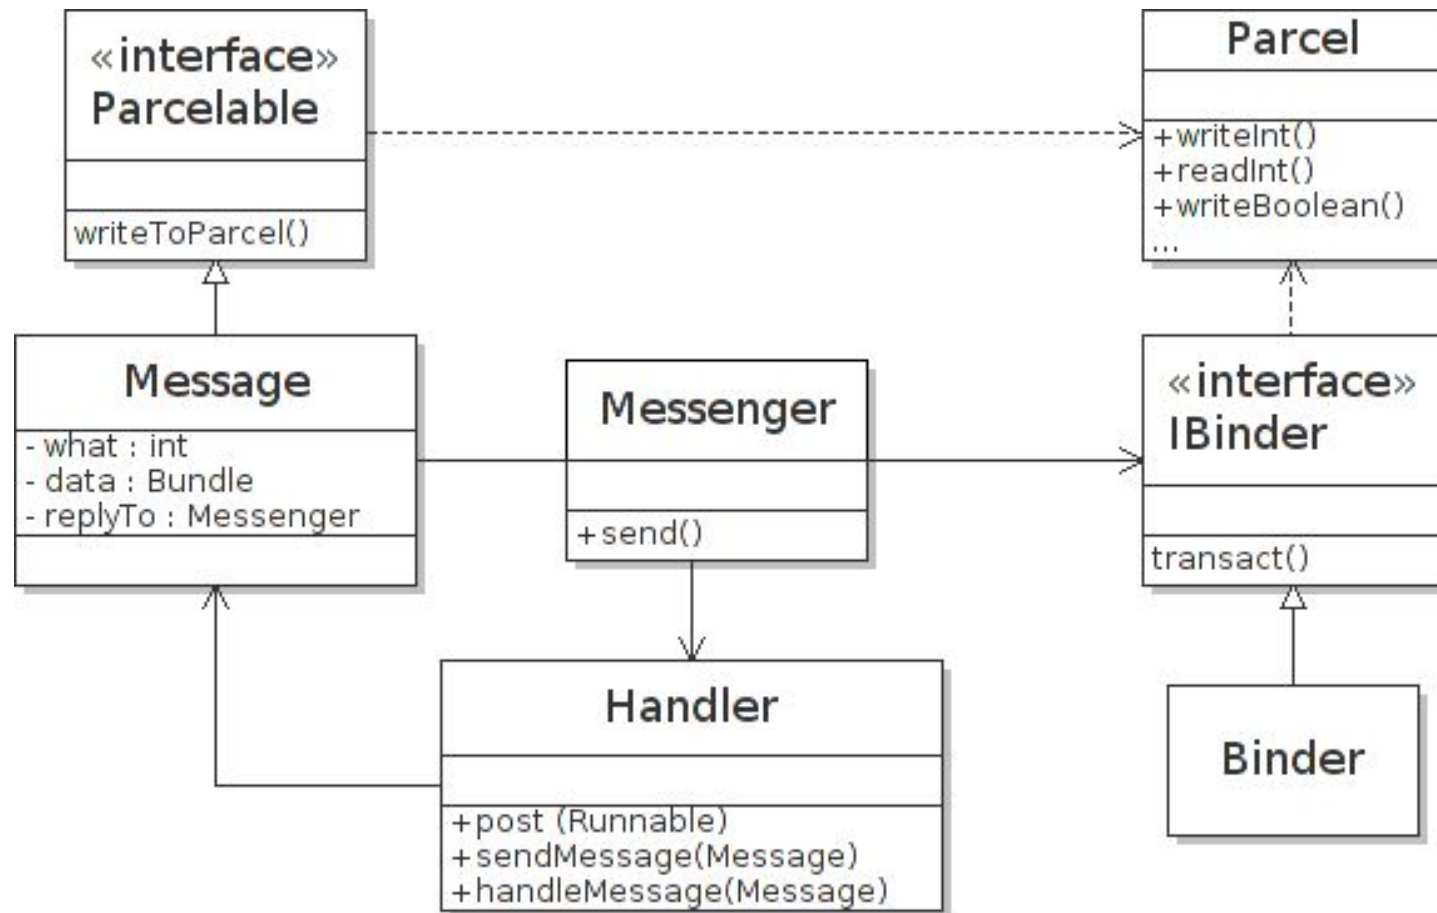 «interface»
Parcelable
writeToParcel()
Parcel
+writeInt()
+readInt()
+writeBoolean()
...
Message
- what : int
- data : Bundle
- replyTo : Messenger
Messenger
+send()
«interface»
IBinder
transact()
Handler
+post (Runnable)
+sendMessage(Message)
+handleMessage(Message)
Binder